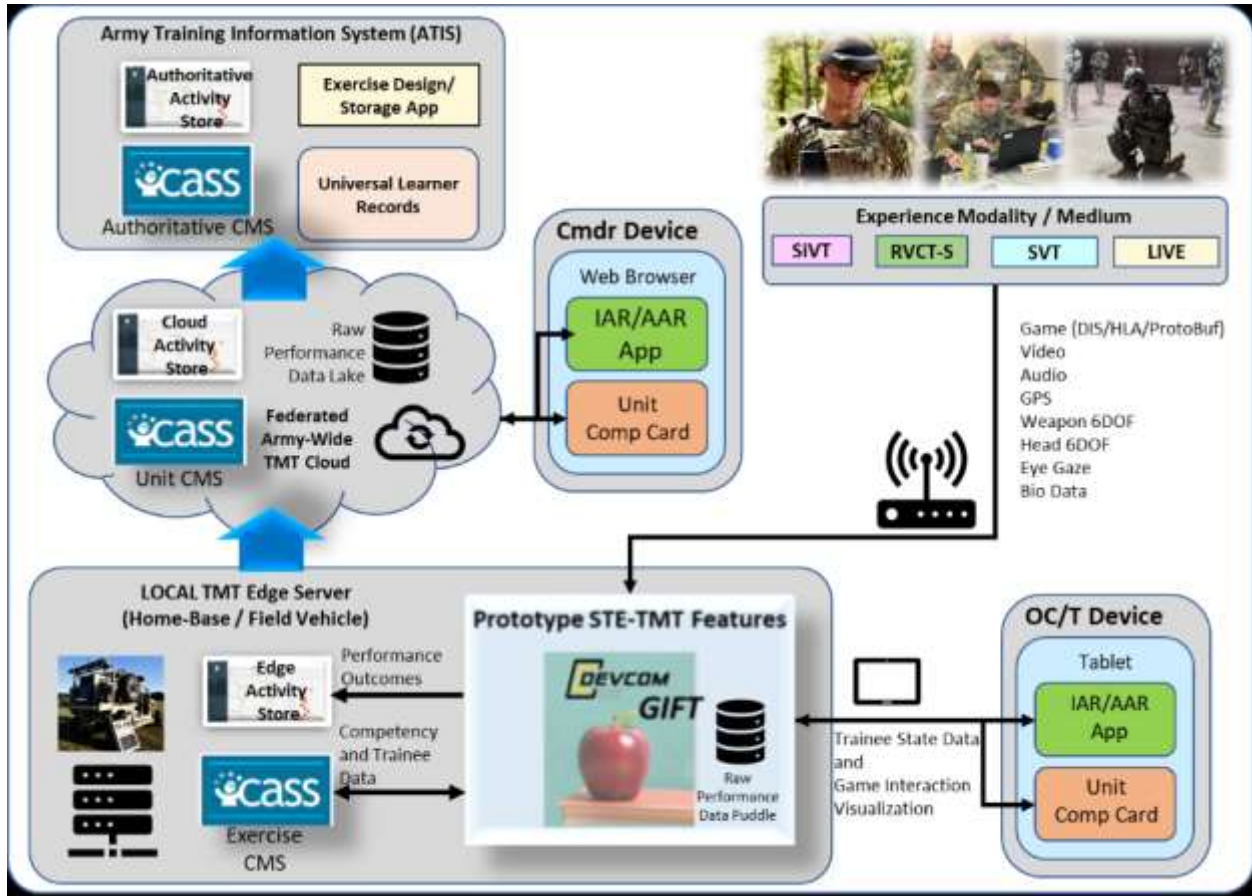 Army Training Information System (ATIS)
Authoritative
Activity
Store
Exercise Design/
Storage App
cass
Authoritative CMS
Universal Learner
Records
Cloud
Activity
Store
Raw
Performance
Data Lake
cass
Unit CMS
Federated
Army-Wide
TMT Cloud
Cmdr Device
Web Browser
IAR/AAR
App
Unit
Comp Card
Experience Modality / Medium
SiVT
RVCT-S
SVT
LIVE
Game (DIS/HLA/ProtoBuf)
Video
Audio
GPS
Weapon 6DOF
Head 6DOF
Eye Gaze
Bio Data
LOCAL TMT Edge Server
(Home-Base / Field Vehicle)
Edge
Activity
Store
Performance
Outcomes
cass
Exercise
CMS
Competency
and Trainee
Data
Prototype STE-TMT Features
DEVCOM
GIFT
Raw
Performance
Data Puddle
Trainee State Data
and
Game Interaction
Visualization
OC/T Device
Tablet
IAR/AAR
App
Unit
Comp Card